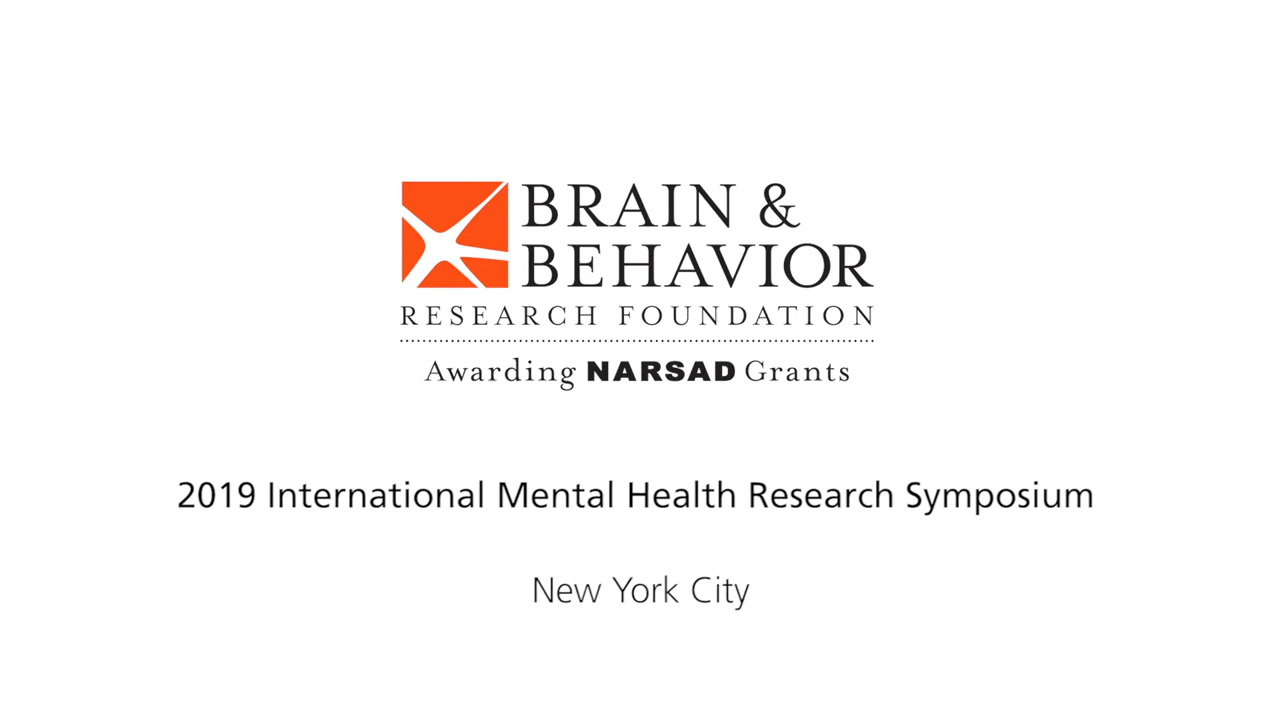 BRAIN &
BEHAVIOR
RESEARCH FOUNDATION
Awarding NARSAD Grants
2019 International Mental Health Research Symposium
New York City